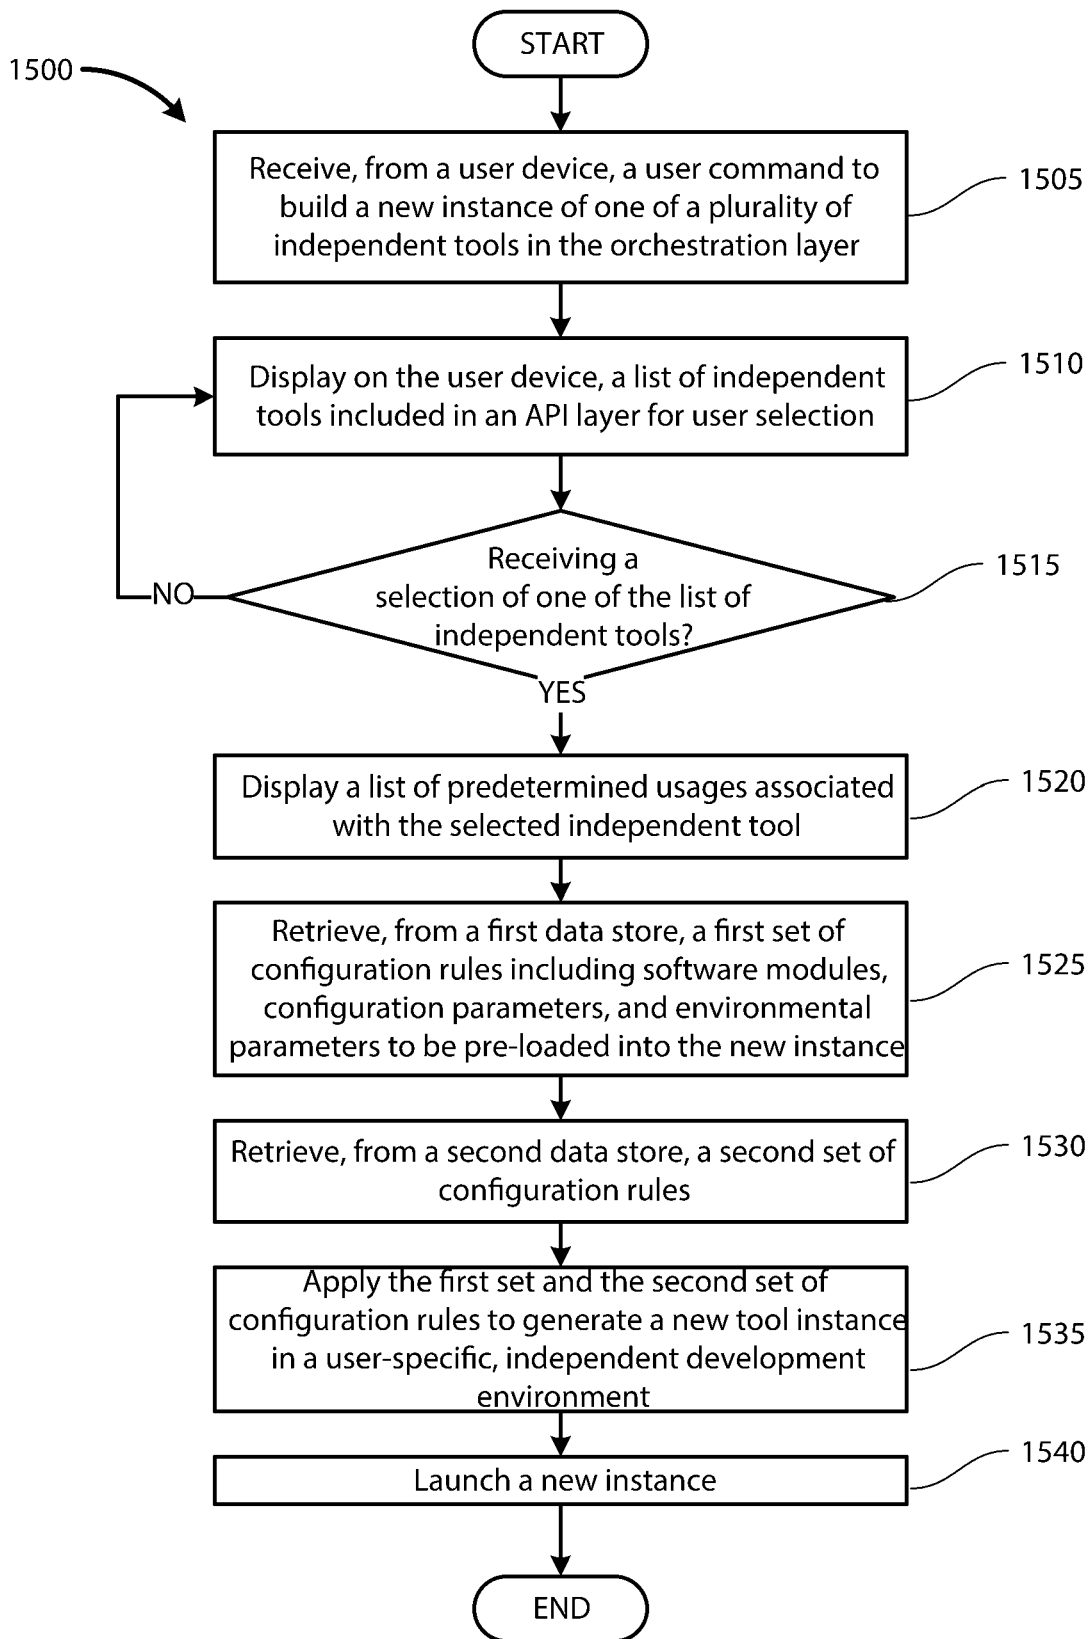 START
1500
Receive, from a user device, a user command to
build a new instance of one of a plurality of
independent tools in the orchestration layer
1505
Display on the user device, a list of independent
tools included in an API layer for user selection
1510
Receiving a
selection of one of the list of
independent tools?
1515
NO
YES
Display a list of predetermined usages associated
with the selected independent tool
1520
Retrieve, from a first data store, a first set of
configuration rules including software modules,
configuration parameters, and environmental
parameters to be pre-loaded into the new instance
1525
Retrieve, from a second data store, a second set of
configuration rules
1530
Apply the first set and the second set of
configuration rules to generate a new tool instance
in a user-specific, independent development
environment
1535
Launch a new instance
1540
END